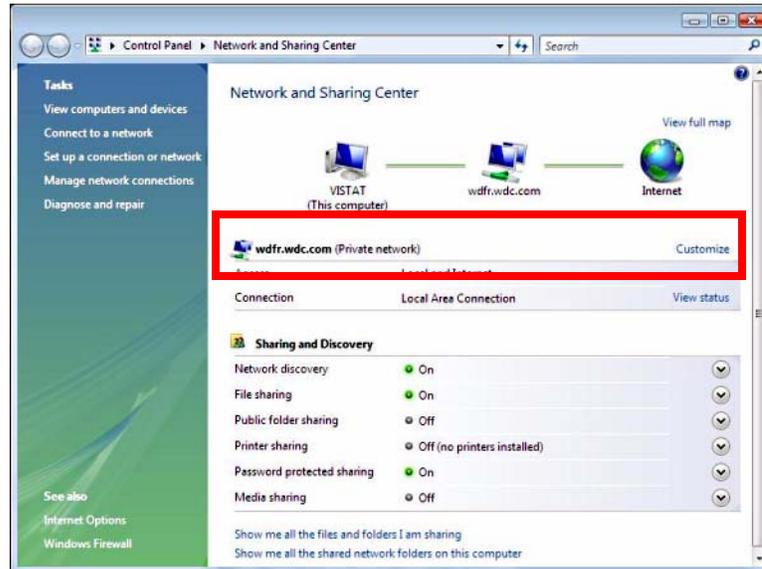 Control Panel Network and Sharing Center
Search
Tasks
View computers and devices
Connect to a network
Set up a connection or network
Manage network connections
Diagnose and repair
See also
Internet Options
Windows Firewall
Network and Sharing Center
View full map
VISTAT
(This computer)
wdfr.wdc.com
Internet
wdfr.wdc.com (Private network) Customize
Access Local and Internet
Connection Local Area Connection View status
Sharing and Discovery
Network discovery On
File sharing On
Public folder sharing Off
Printer sharing Off (no printers installed)
Password protected sharing On
Media sharing Off
Show me all the files and folders I am sharing
Show me all the shared network folders on this computer